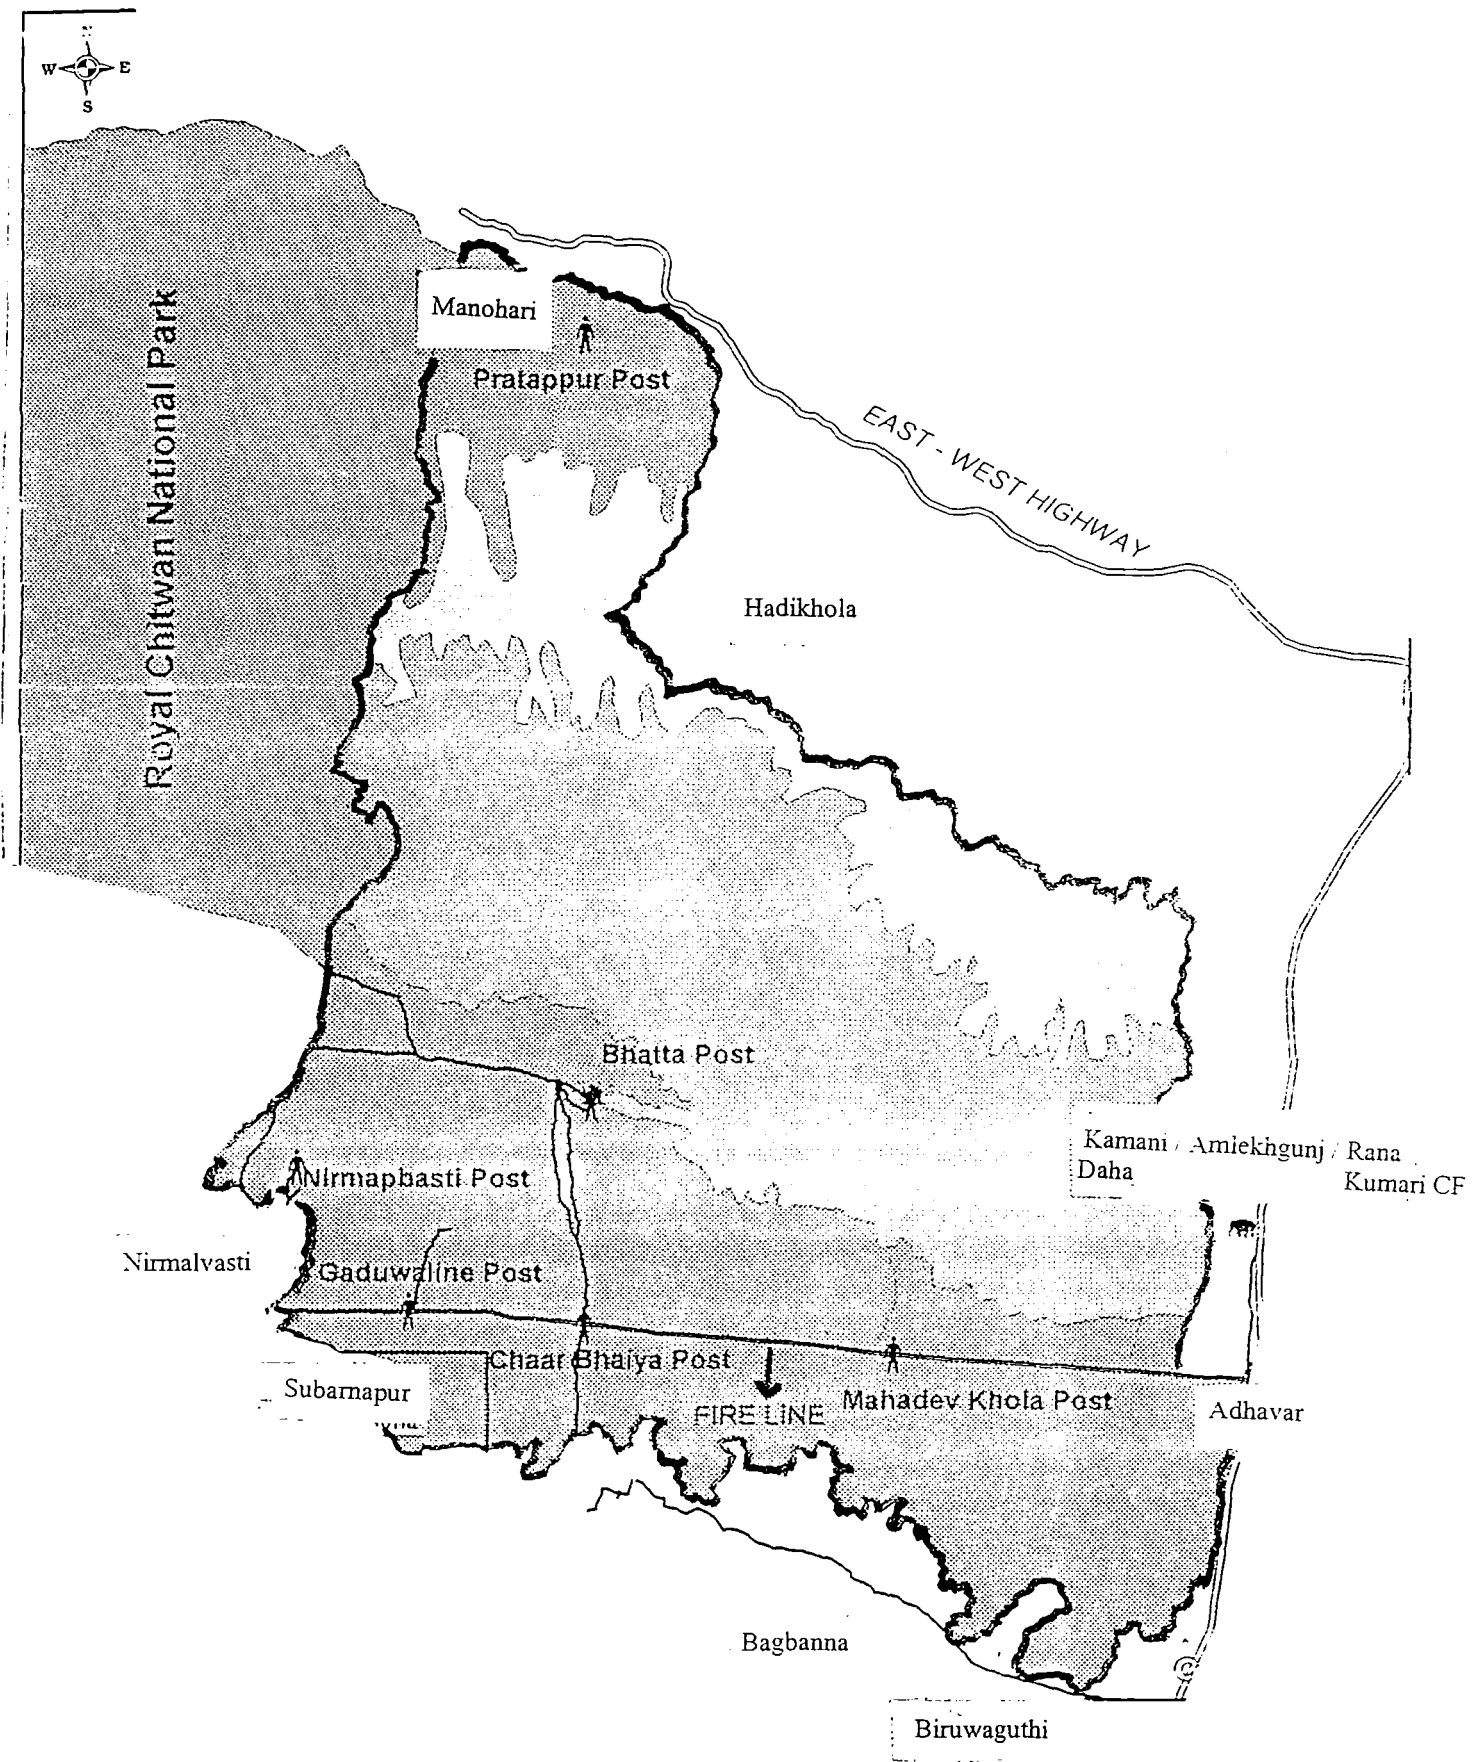 N
W E
S
Manohari
Pratappur Post
Royal Chitwan National Park
EAST - WEST HIGHWAY
Hadikhola
Bhatta Post
Kamani / Amlekhgunj / Rana
Daha Kumari CF
Nirmapbasti Post
Nirmalvasti
Gaduwaline Post
Chaar Bhaiya Post
Subarnapur
Mahadev Khola Post
FIRE LINE
Adhavar
Bagbanna
Biruwaguthi